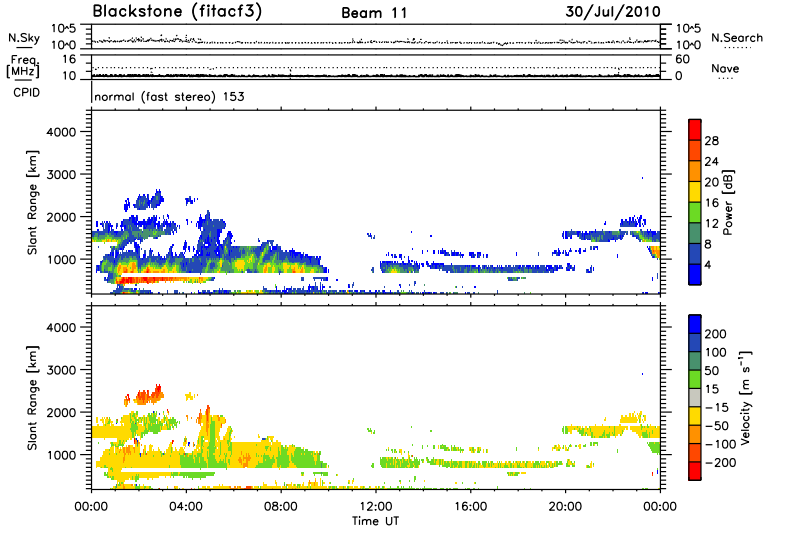 Blackstone (fitacf3) Beam 11 30/Jul/2010
N.Sky 10^5 10^0 10^5 10^0 N.Search
Freq. [MHz] 16 10 60 0 Nave
CPID normal (fast stereo) 153
Slant Range [km] 4000 3000 2000 1000
28 24 20 16 12 8 4 Power [dB]
Slant Range [km] 4000 3000 2000 1000
200 100 50 15 −15 −50 −100 −200 Velocity [m s⁻¹]
00:00 04:00 08:00 12:00 16:00 20:00 00:00
Time UT